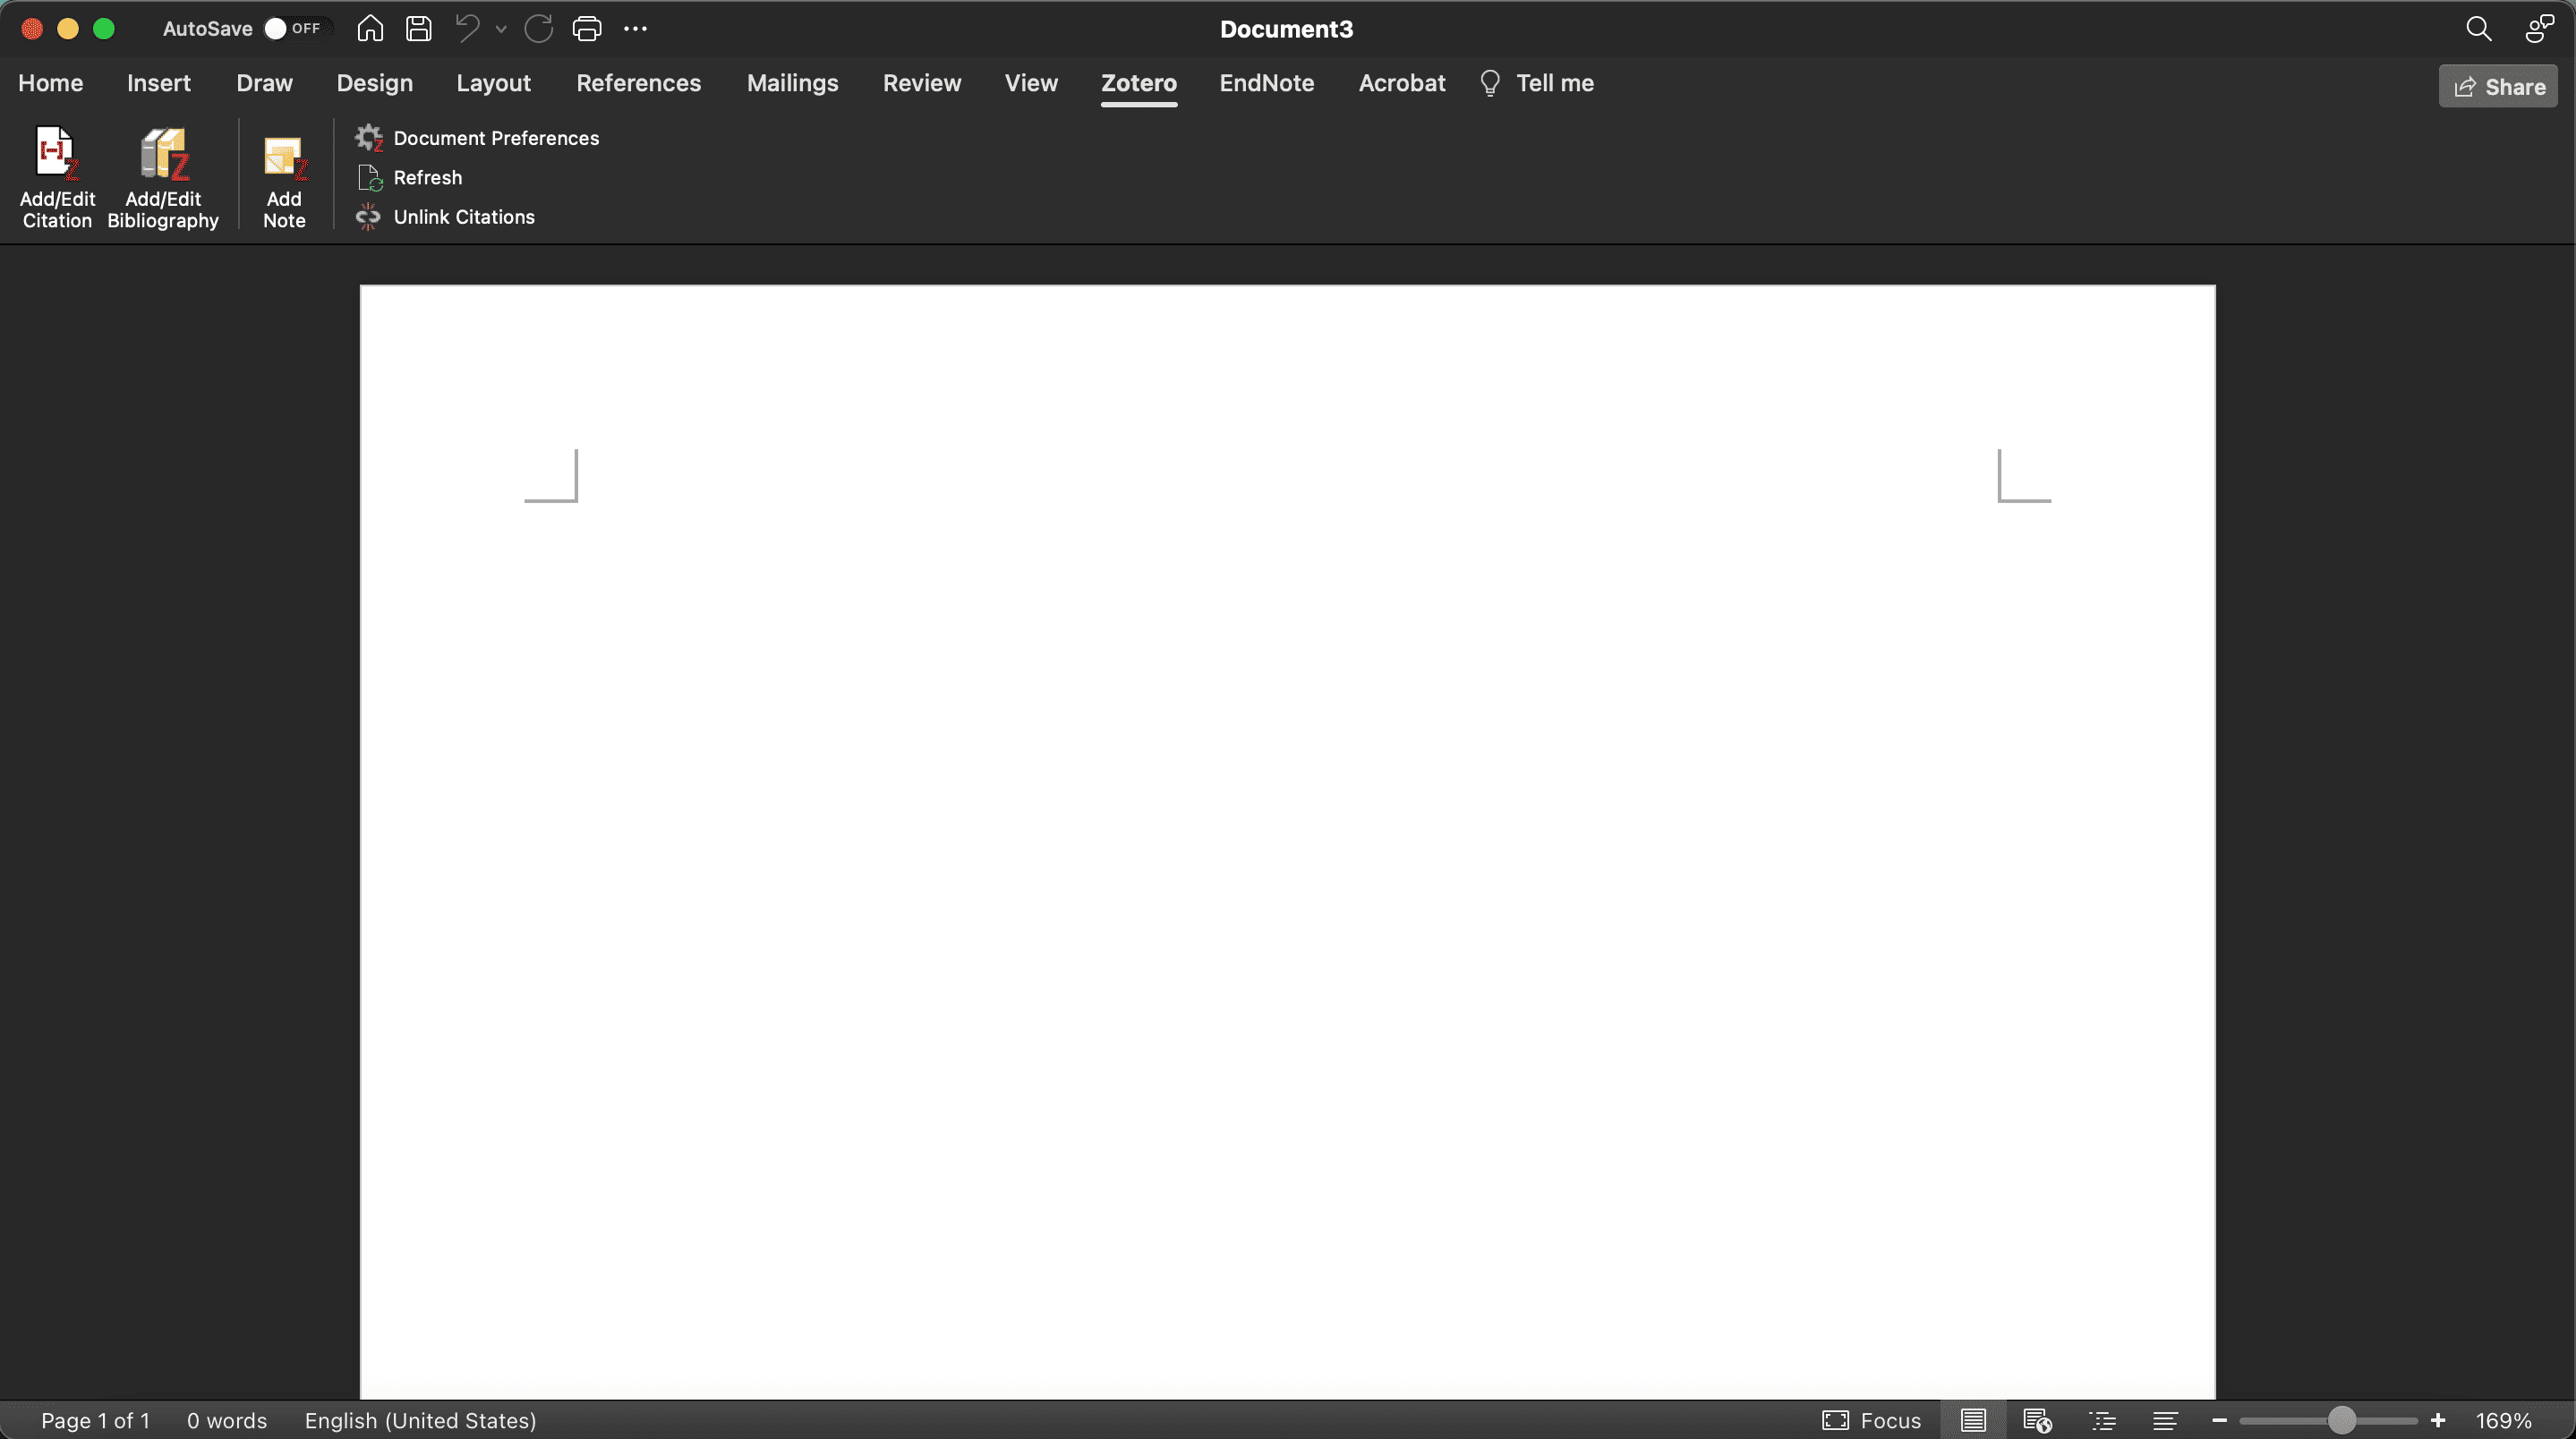 AutoSave OFF Document3
Home Insert Draw Design Layout References Mailings Review View Zotero EndNote Acrobat Tell me Share
Add/Edit
Citation
Add/Edit
Bibliography
Add
Note
Document Preferences
Refresh
Unlink Citations
Page 1 of 1 0 words English (United States) Focus 169%